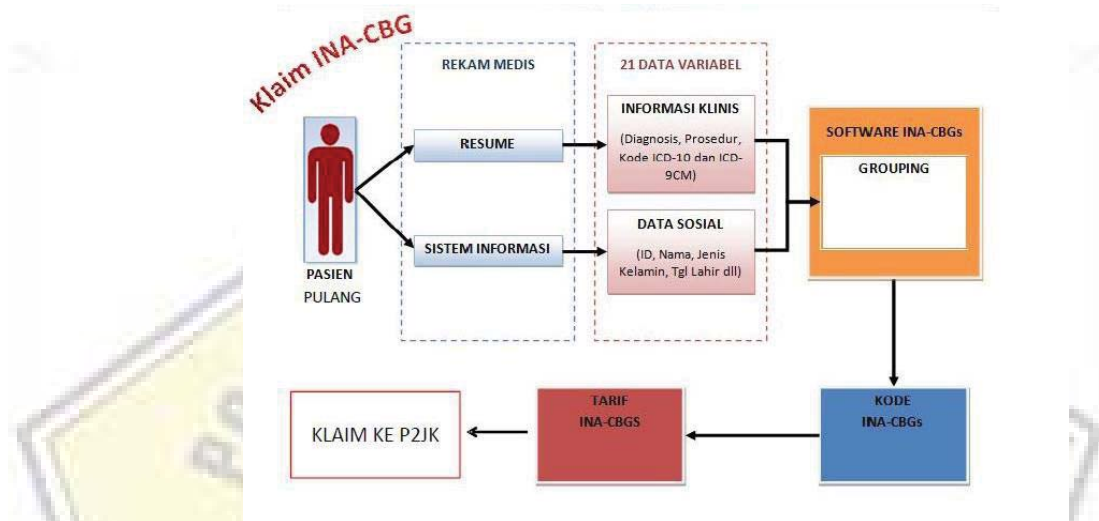 Klaim INA-CBG
REKAM MEDIS
21 DATA VARIABEL
PASIEN
PULANG
RESUME
SISTEM INFORMASI
INFORMASI KLINIS
(Diagnosis, Prosedur,
Kode ICD-10 dan ICD-
9CM)
DATA SOSIAL
(ID, Nama, Jenis
Kelamin, Tgl Lahir dll)
SOFTWARE INA-CBGs
GROUPING
KLAIM KE P2JK
TARIF
INA-CBGS
KODE
INA-CBGs